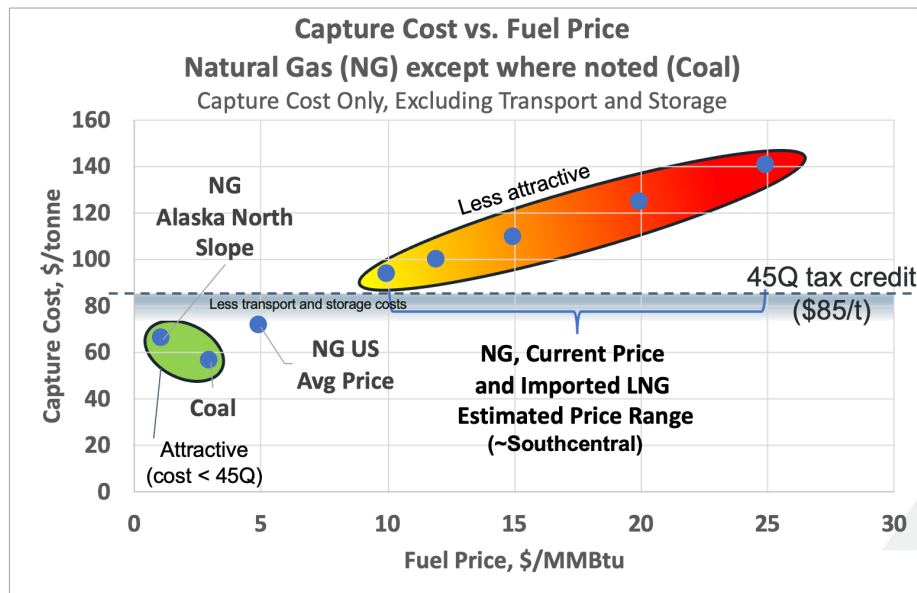 Capture Cost vs. Fuel Price
Natural Gas (NG) except where noted (Coal)
Capture Cost Only, Excluding Transport and Storage
Capture Cost, $/tonne
160
140
120
100
80
60
40
20
0
NG
Alaska North
Slope
Less attractive
45Q tax credit
($85/t)
Less transport and storage costs
NG US
Avg Price
Coal
Attractive
(cost < 45Q)
NG, Current Price
and Imported LNG
Estimated Price Range
(~Southcentral)
0
5
10
15
20
25
30
Fuel Price, $/MMBtu